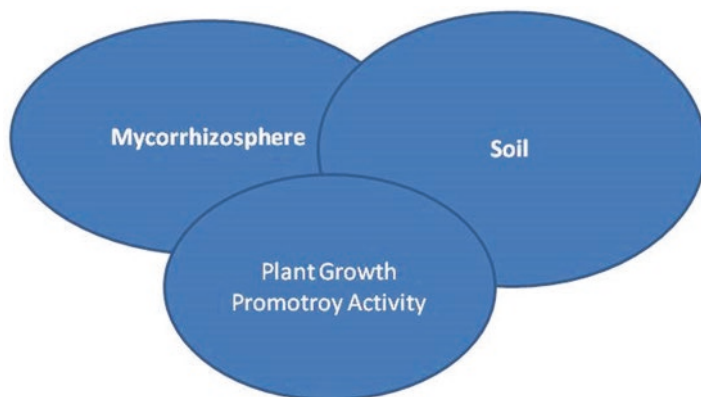 Mycorrhizosphere
Soil
Plant Growth
Promotroy Activity